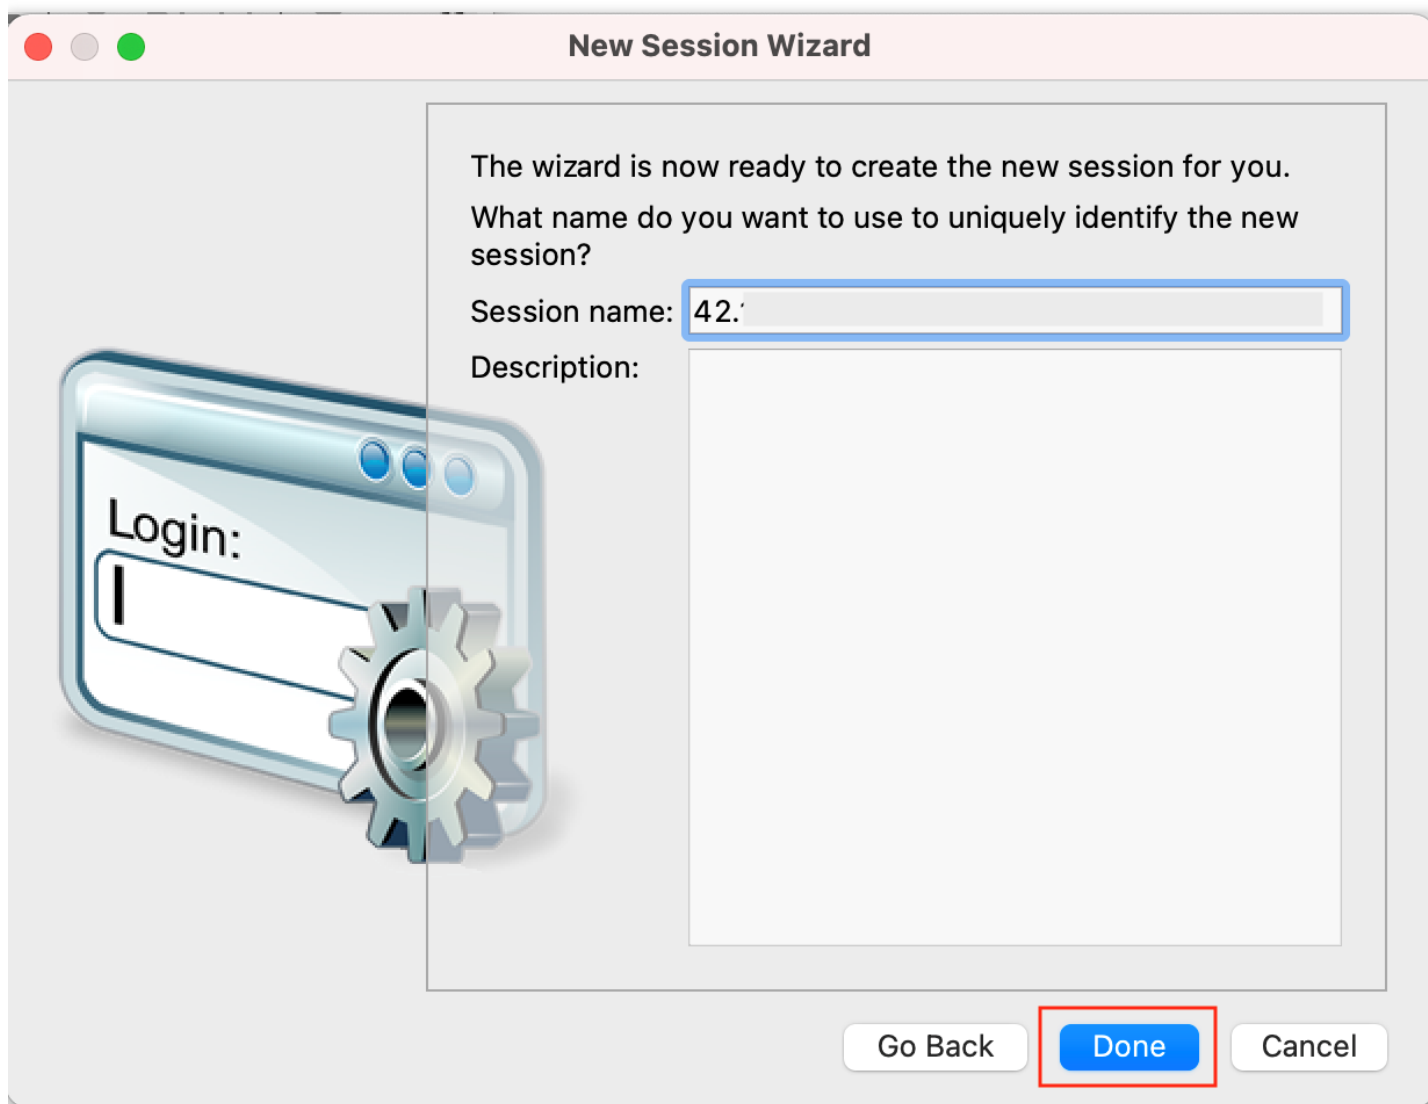 New Session Wizard
The wizard is now ready to create the new session for you.
What name do you want to use to uniquely identify the new
session?
Session name: 42.
Description:
Login:
Go Back Done Cancel